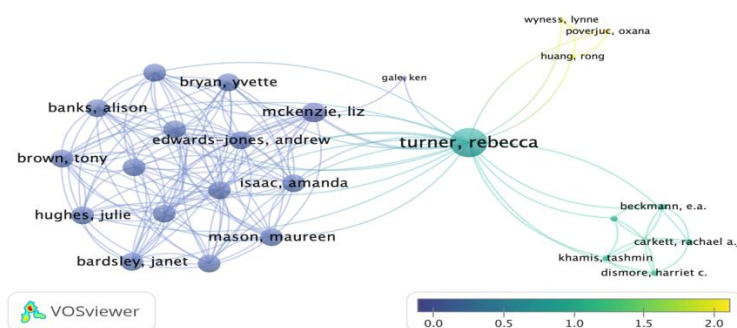 wyness, lynne
poverjuc, oxana
huang, rong
gale, ken
bryan, yvette
banks, alison
mckenzie, liz
turner, rebecca
edwards-jones, andrew
brown, tony
isaac, amanda
beckmann, e.a.
hughes, julie
mason, maureen
carkett, rachael a.
khamis, tashmin
bardsley, janet
dismore, harriet c.
VOSviewer
0.0 0.5 1.0 1.5 2.0